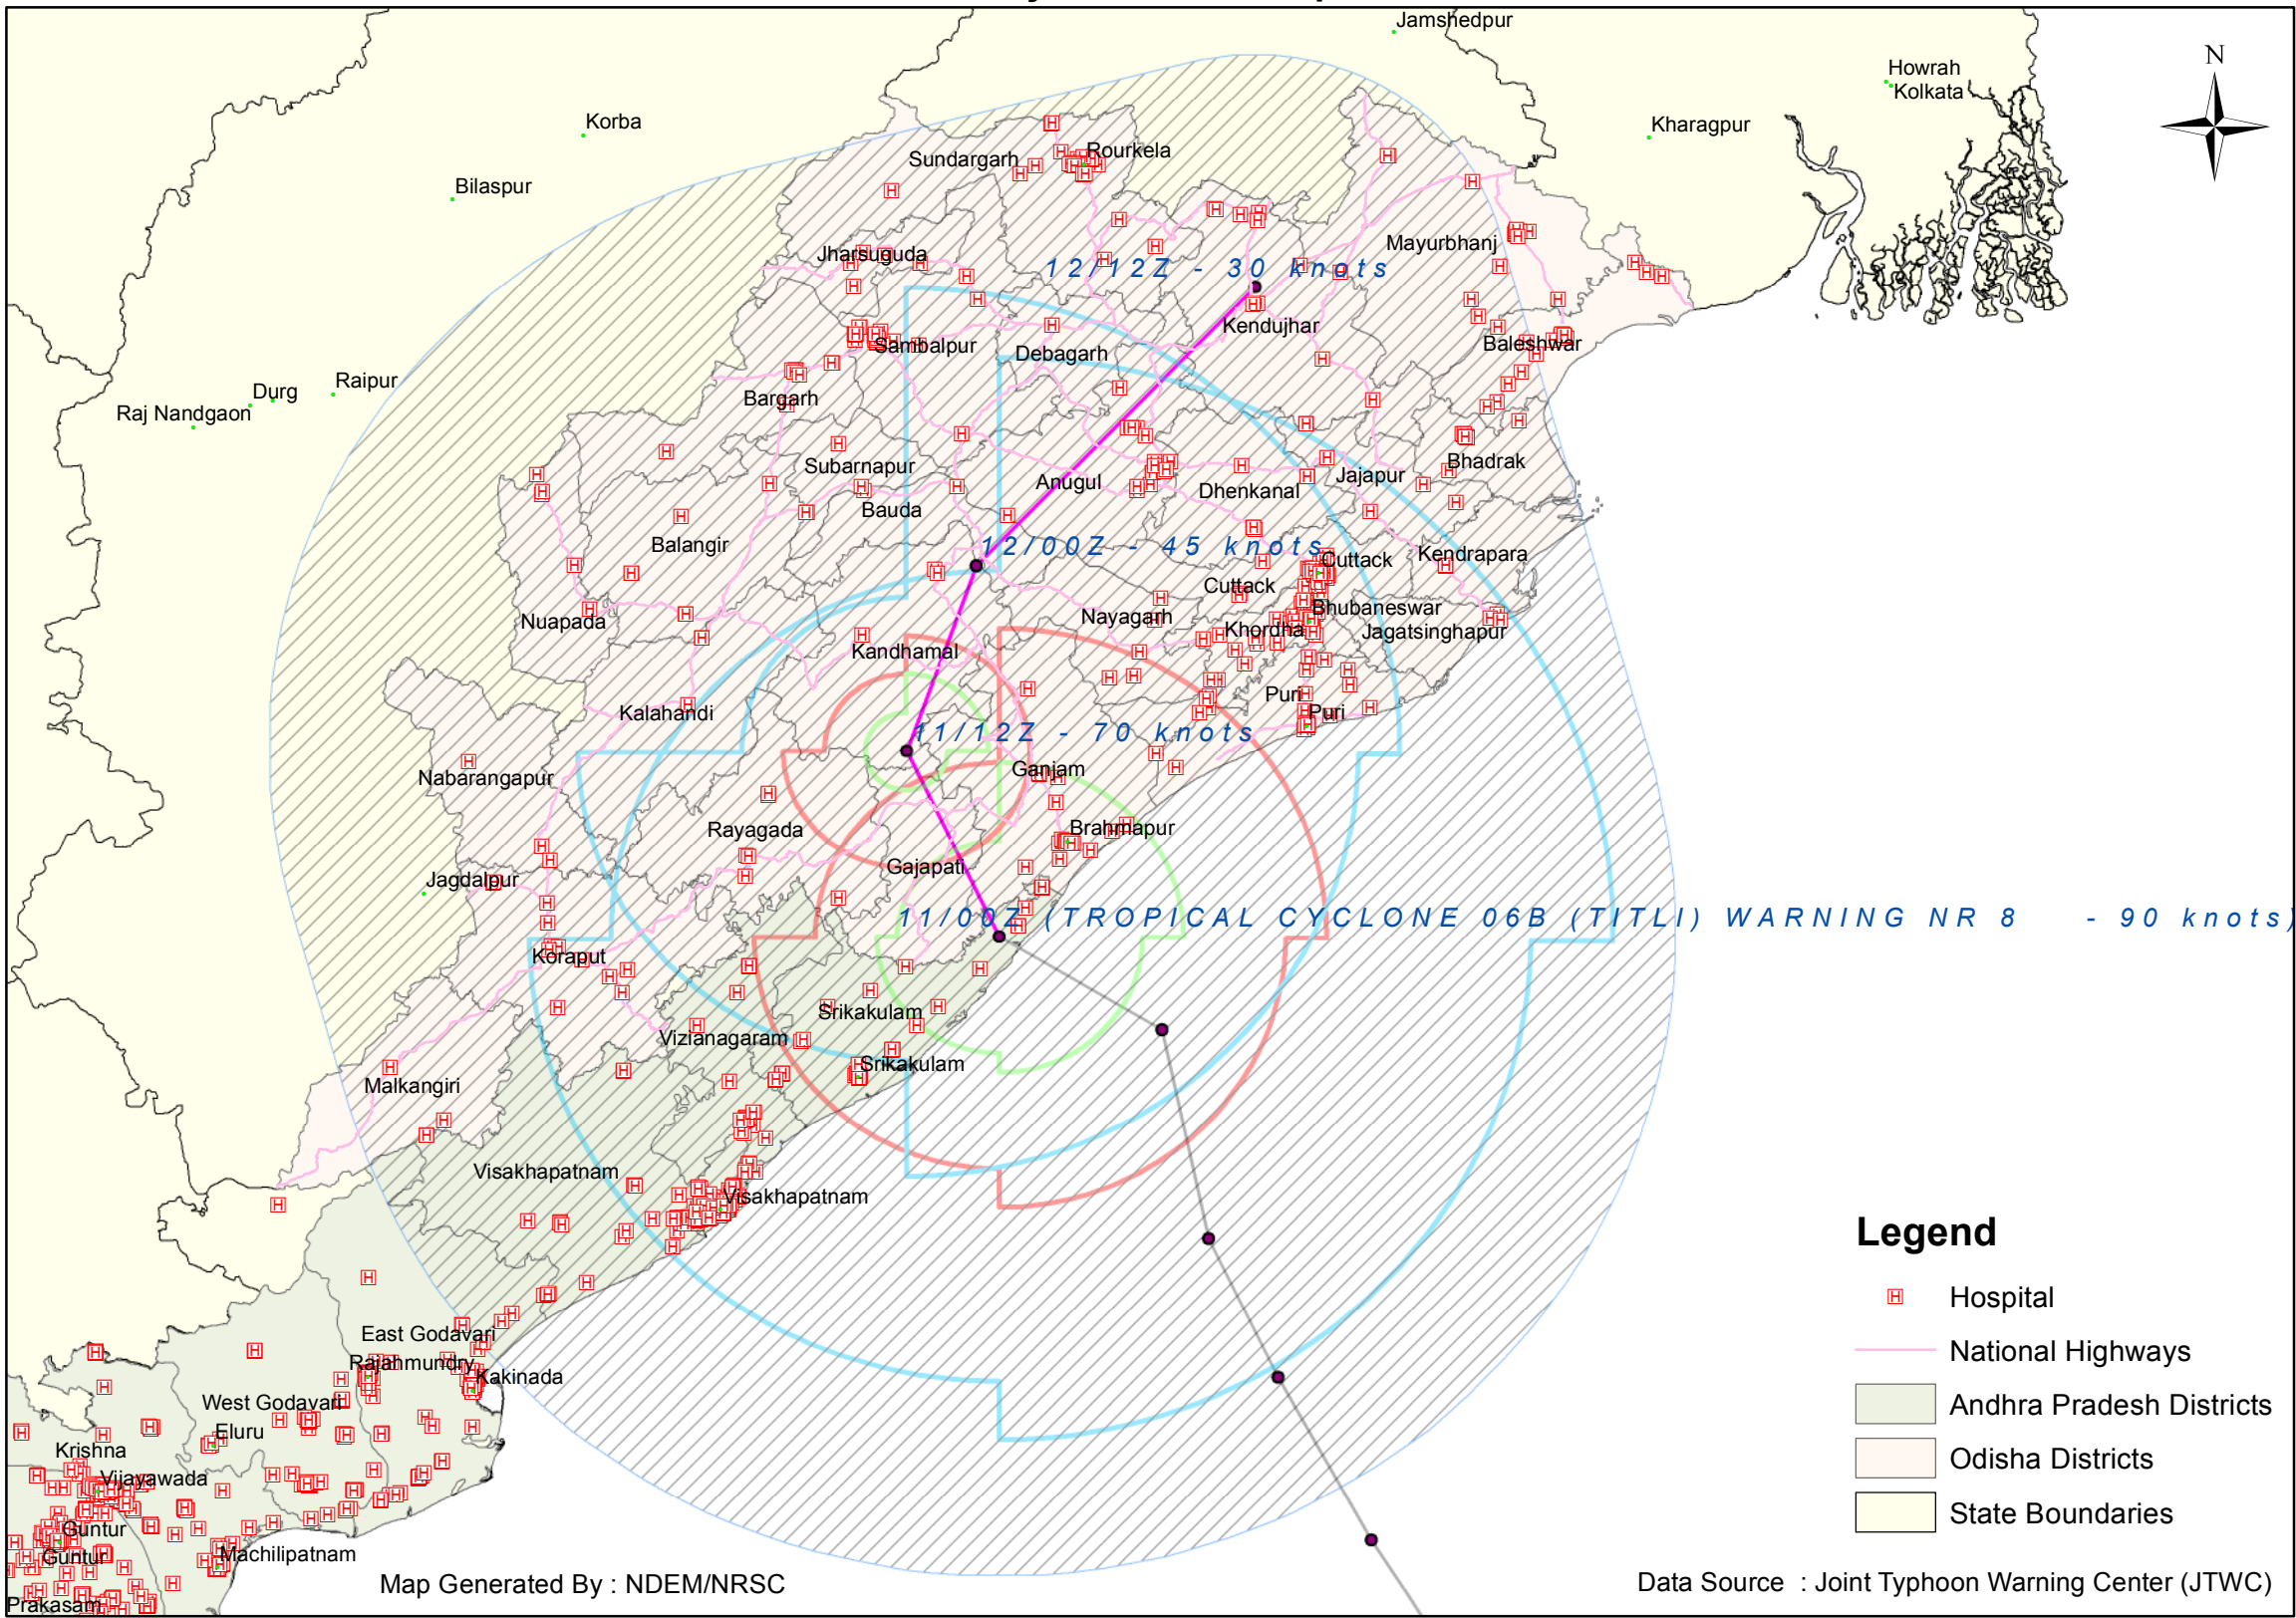 Jamshedpur
N
Howrah
Kolkata
Korba
Kharagpur
Rourkela
Sundargarh
Bilaspur
Mayurbhanj
Jharsuguda
12/12Z - 30 knots
Kendujhar
Baleshwar
Sambalpur
Debagarh
Raipur
Durg
Raj Nandgaon
Bargarh
Subarnapur
Bhadrak
Anugul
Jajapur
Dhenkanal
Bauda
Balangir
12/00Z - 45 knots
Kendrapara
Cuttack
Cuttack
Nuapada
Bhubaneswar
Nayagarh
Khordha
Jagatsinghapur
Kandhamal
Puri
Kalahandi
Puri
11/12Z - 70 knots
Ganjam
Nabarangapur
Rayagada
Brahmapur
Gajapati
Jagdalpur
11/00Z (TROPICAL CYCLONE 06B (TITLI) WARNING NR 8 - 90 knots)
Koraput
Srikakulam
Vizianagaram
Srikakulam
Malkangiri
Visakhapatnam
Visakhapatnam
Legend
Hospital
National Highways
Andhra Pradesh Districts
Odisha Districts
State Boundaries
East Godavari
Rajahmundry
Kakinada
West Godavari
Eluru
Krishna
Vijayawada
Guntur
Guntur
Machilipatnam
Prakasam
Map Generated By : NDEM/NRSC
Data Source : Joint Typhoon Warning Center (JTWC)